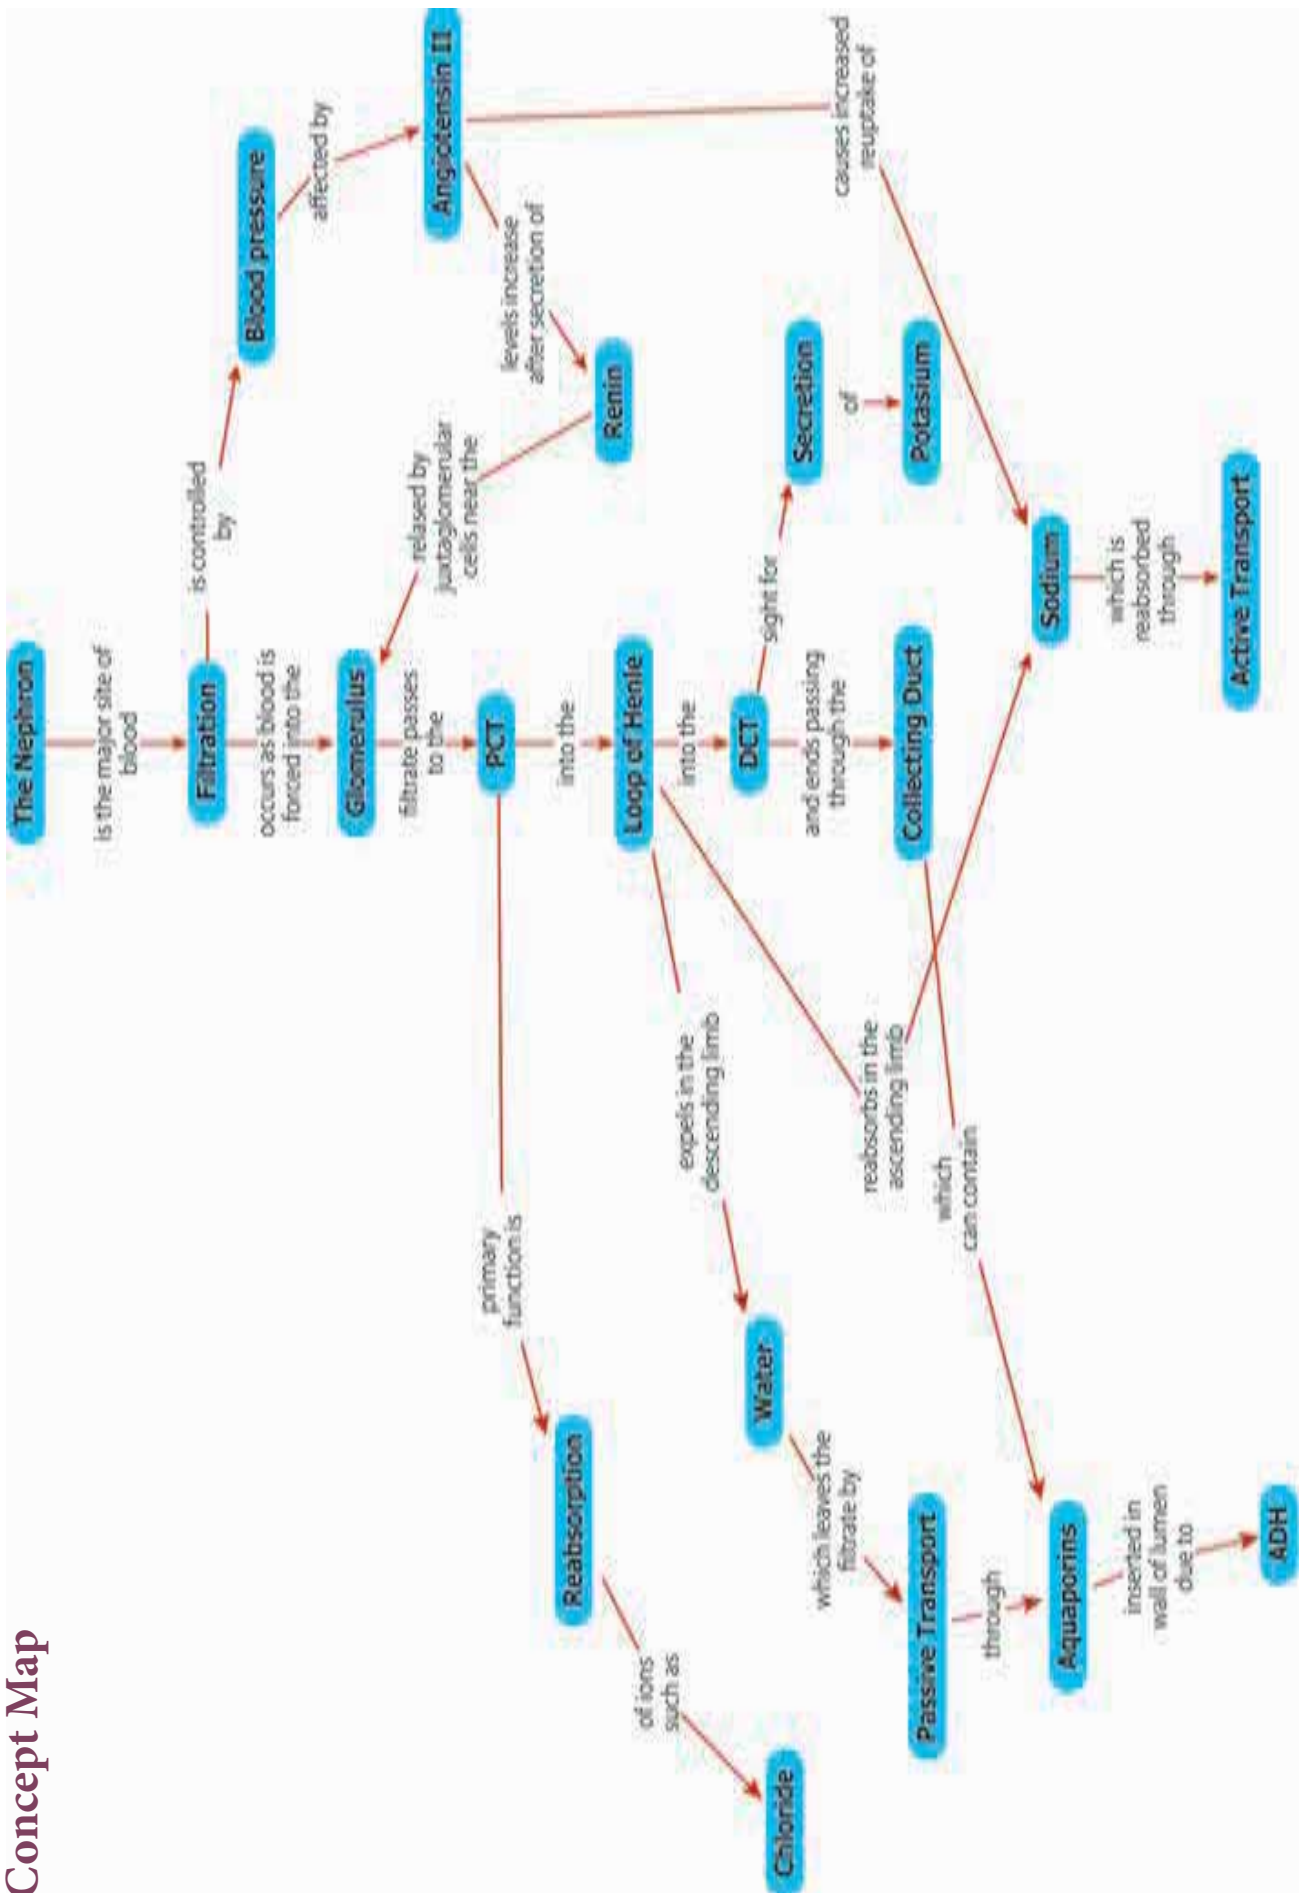 Concept Map
The Nephron
is the major site of
blood
Filtration
is controlled
by
Blood pressure
affected by
Angiotensin II
causes increased
reuptake of
levels increase
after secretion of
Renin
relased by
juxtaglomerular
cells near the
occurs as blood is
forced into the
Glomerulus
filtrate passes
to the
PCT
primary
function is
Reabsorption
of ions
such as
Chloride
into the
Loop of Henle
expels in the
descending limb
Water
which leaves the
filtrate by
Passive Transport
through
Aquaporins
inserted in
wall of lumen
due to
ADH
reabsorbs in the
ascending limb
into the
DCT
sight for
Secretion
of
Potasium
and ends passing
through the
Collecting Duct
which
can contain
Sodium
which is
reabsorbed
through
Active Transport